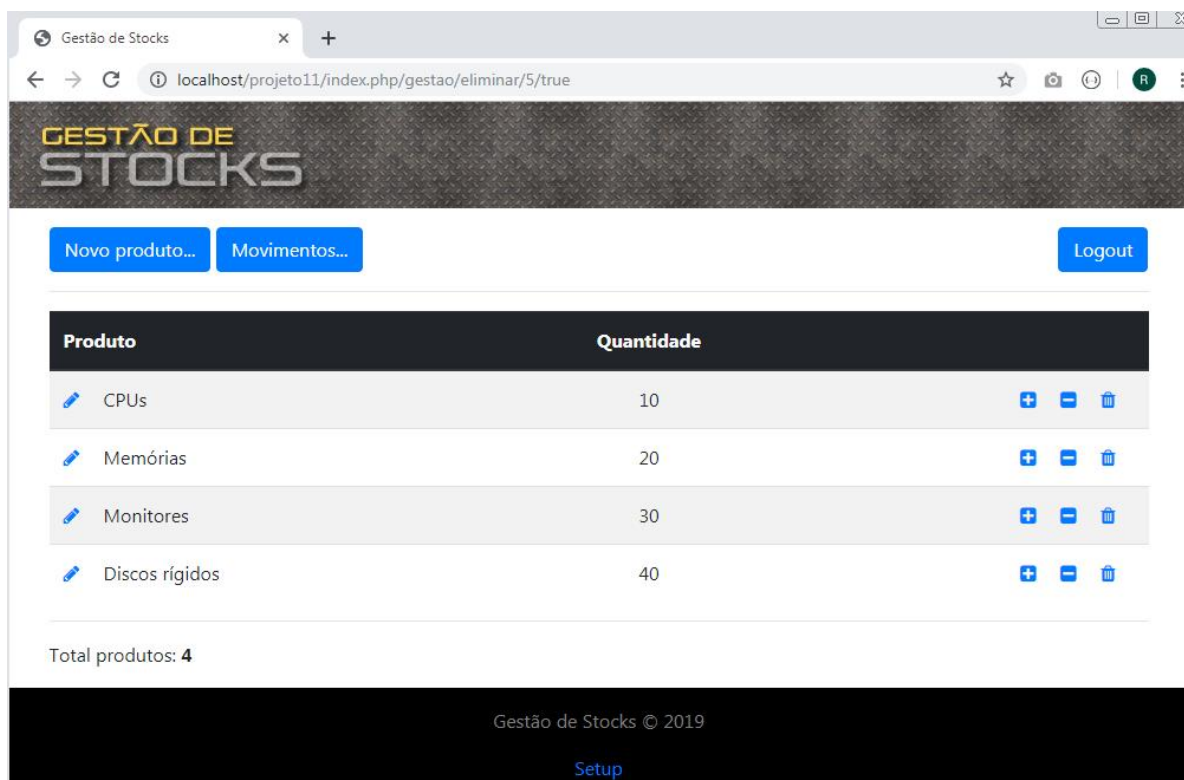 Gestão de Stocks
localhost/projeto11/index.php/gestao/eliminar/5/true
R
GESTÃO DE
STOCKS
Novo produto... Movimentos... Logout
Produto Quantidade
CPUs 10
Memórias 20
Monitores 30
Discos rígidos 40
Total produtos: 4
Gestão de Stocks © 2019
Setup